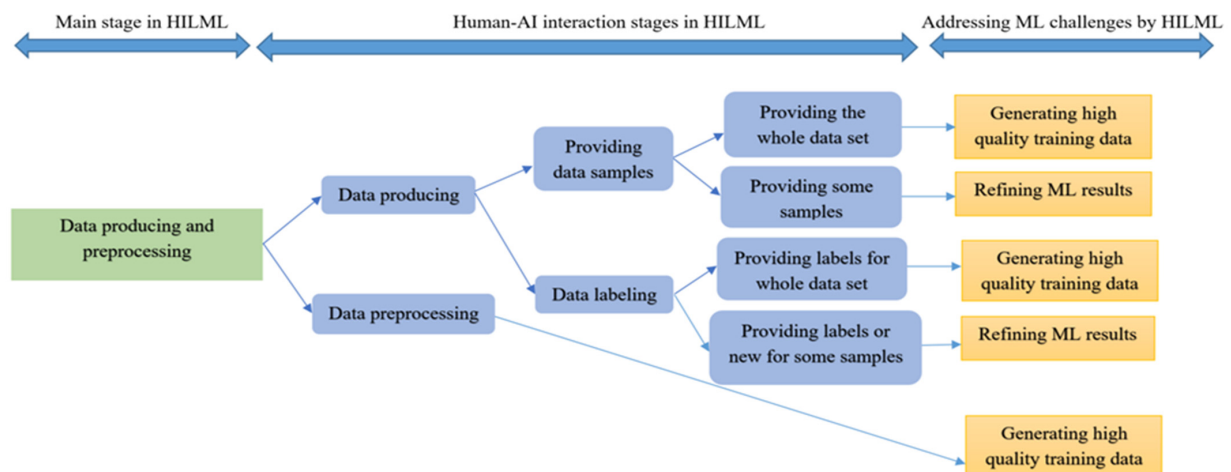 Main stage in HILML
Human-AI interaction stages in HILML
Addressing ML challenges by HILML
Data producing and
preprocessing
Data producing
Data preprocessing
Providing
data samples
Data labeling
Providing the
whole data set
Providing some
samples
Providing labels for
whole data set
Providing labels or
new for some samples
Generating high
quality training data
Refining ML results
Generating high
quality training data
Refining ML results
Generating high
quality training data